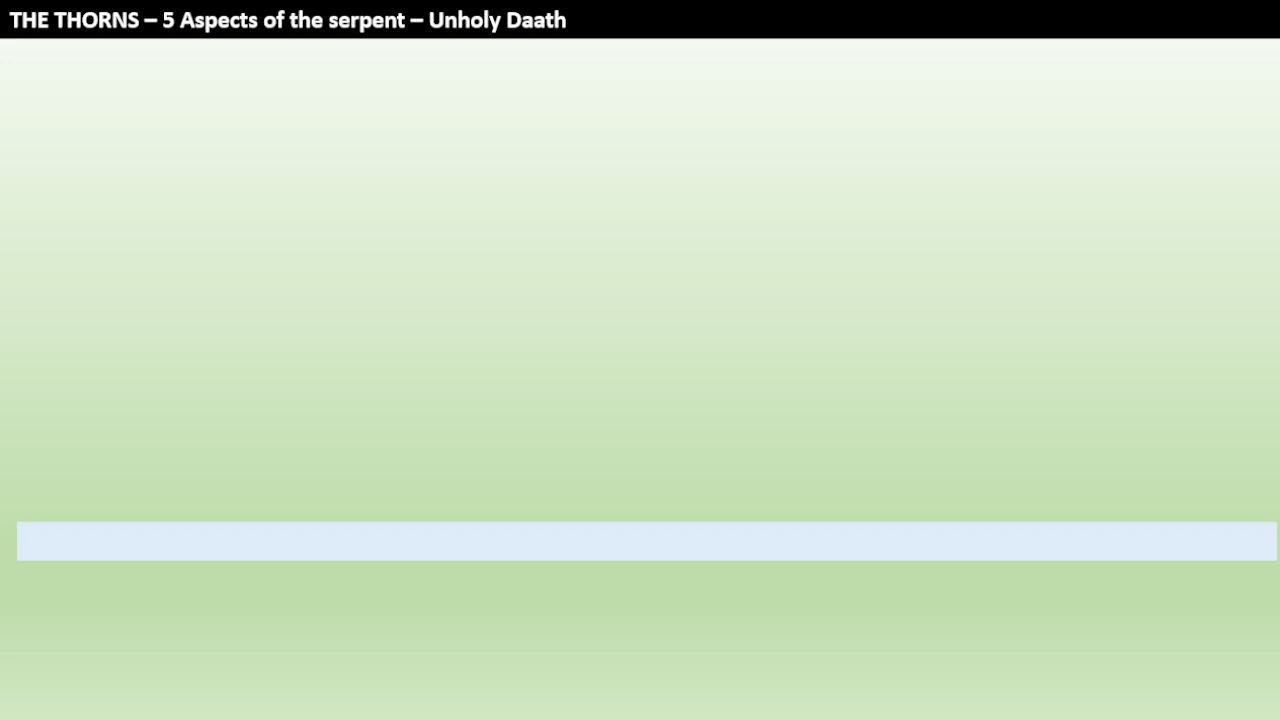 THE THORNS – 5 Aspects of the serpent – Unholy Daath